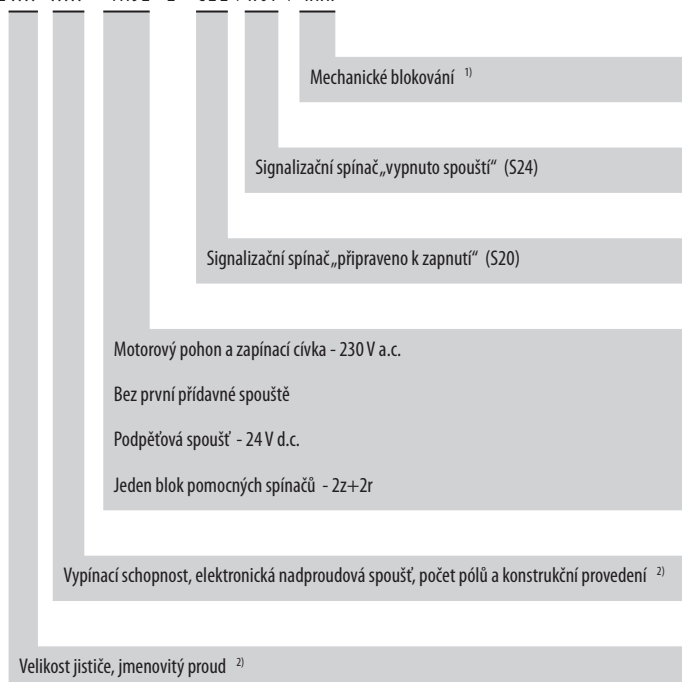 Mechanické blokování 1)
Signalizační spínač „vypnuto spouští“ (S24)
Signalizační spínač „připraveno k zapnutí“ (S20)
Motorový pohon a zapínací cívka - 230 V a.c.
Bez první přídavné spouště
Podpěťová spoušť - 24 V d.c.
Jeden blok pomocných spínačů - 2z+2r
Vypínací schopnost, elektronická nadproudová spoušť, počet pólů a konstrukční provedení 2)
Velikost jističe, jmenovitý proud 2)